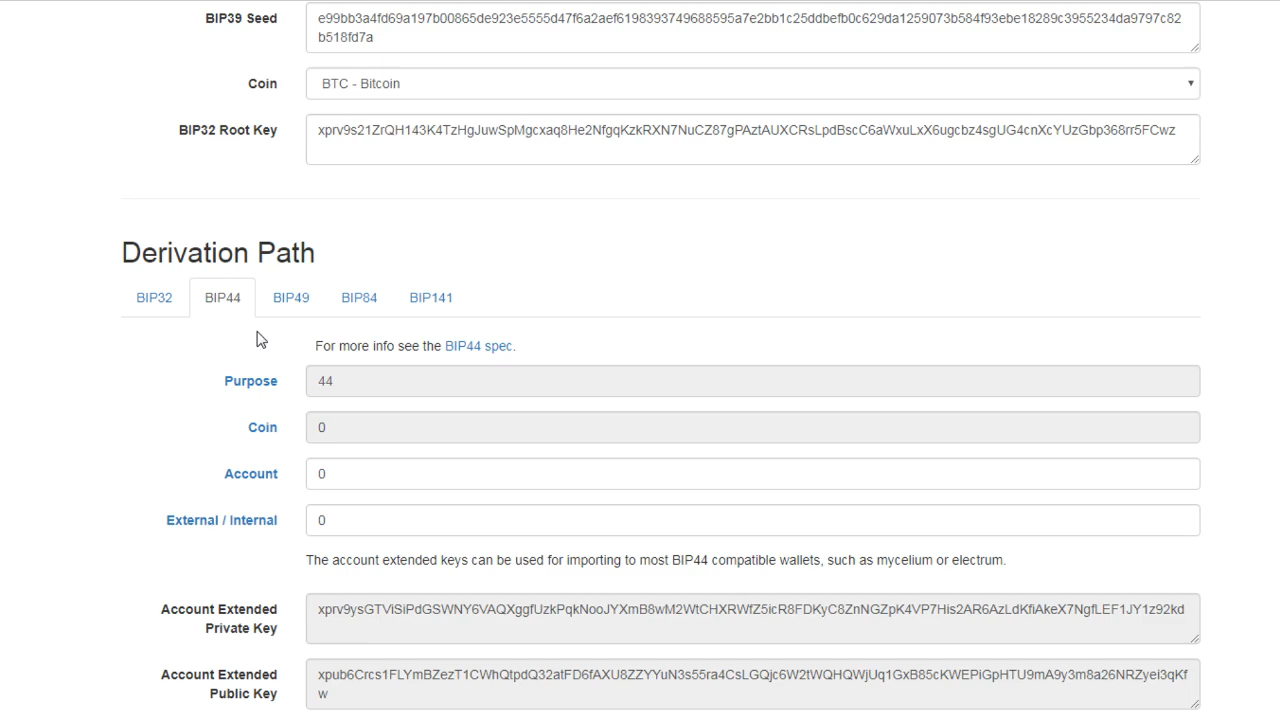 BIP39 Seed
e99bb3a4fd69a197b00865de923e5555d47f6a2aef6198393749688595a7e2bb1c25ddbefb0c629da1259073b584f93ebe18289c3955234da9797c82
b518fd7a
Coin
BTC - Bitcoin
BIP32 Root Key
xprv9s21ZrQH143K4TzHgJuwSpMgcxaq8He2NfgqKzkRXN7NuCZ87gPAztAUXCRsLpdBscC6aWxuLxX6ugcbz4sgUG4cnXcYUzGbp368rr5FCwz
Derivation Path
BIP32 BIP44 BIP49 BIP84 BIP141
For more info see the BIP44 spec.
Purpose
44
Coin
0
Account
0
External / Internal
0
The account extended keys can be used for importing to most BIP44 compatible wallets, such as mycelium or electrum.
Account Extended
Private Key
xprv9ysGTViSiPdGSWNY6VAQXggfUzkPqkNooJYXmB8wM2WtCHXRWfZ5icR8FDKyC8ZnNGZpK4VP7His2AR6AzLdKfiAkeX7NgfLEF1JY1z92kd
Account Extended
Public Key
xpub6Crcs1FLYmBZezT1CWhQtpdQ32atFD6fAXU8ZZYYuN3s55ra4CsLGQjc6W2tWQHQWjUq1GxB85cKWEPiGpHTU9mA9y3m8a26NRZyei3qKf
w